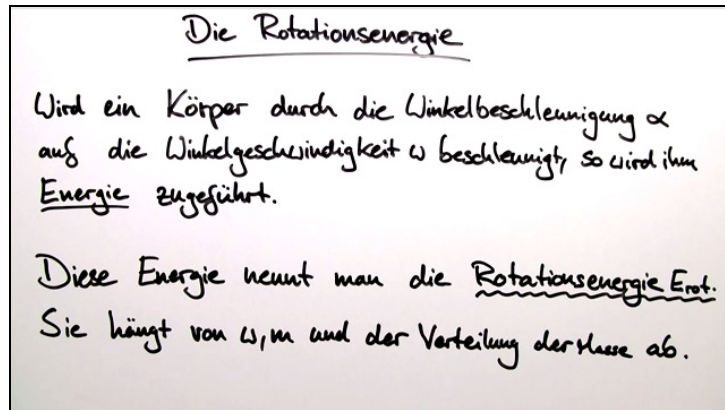 Die Rotationsenergie
Wird ein Körper durch die Winkelbeschleunigung α
auf die Winkelgeschwindigkeit ω beschleunigt, so wird ihm
Energie zugeführt.
Diese Energie nennt man die Rotationsenergie Erot.
Sie hängt von ω, m und der Verteilung der Masse ab.